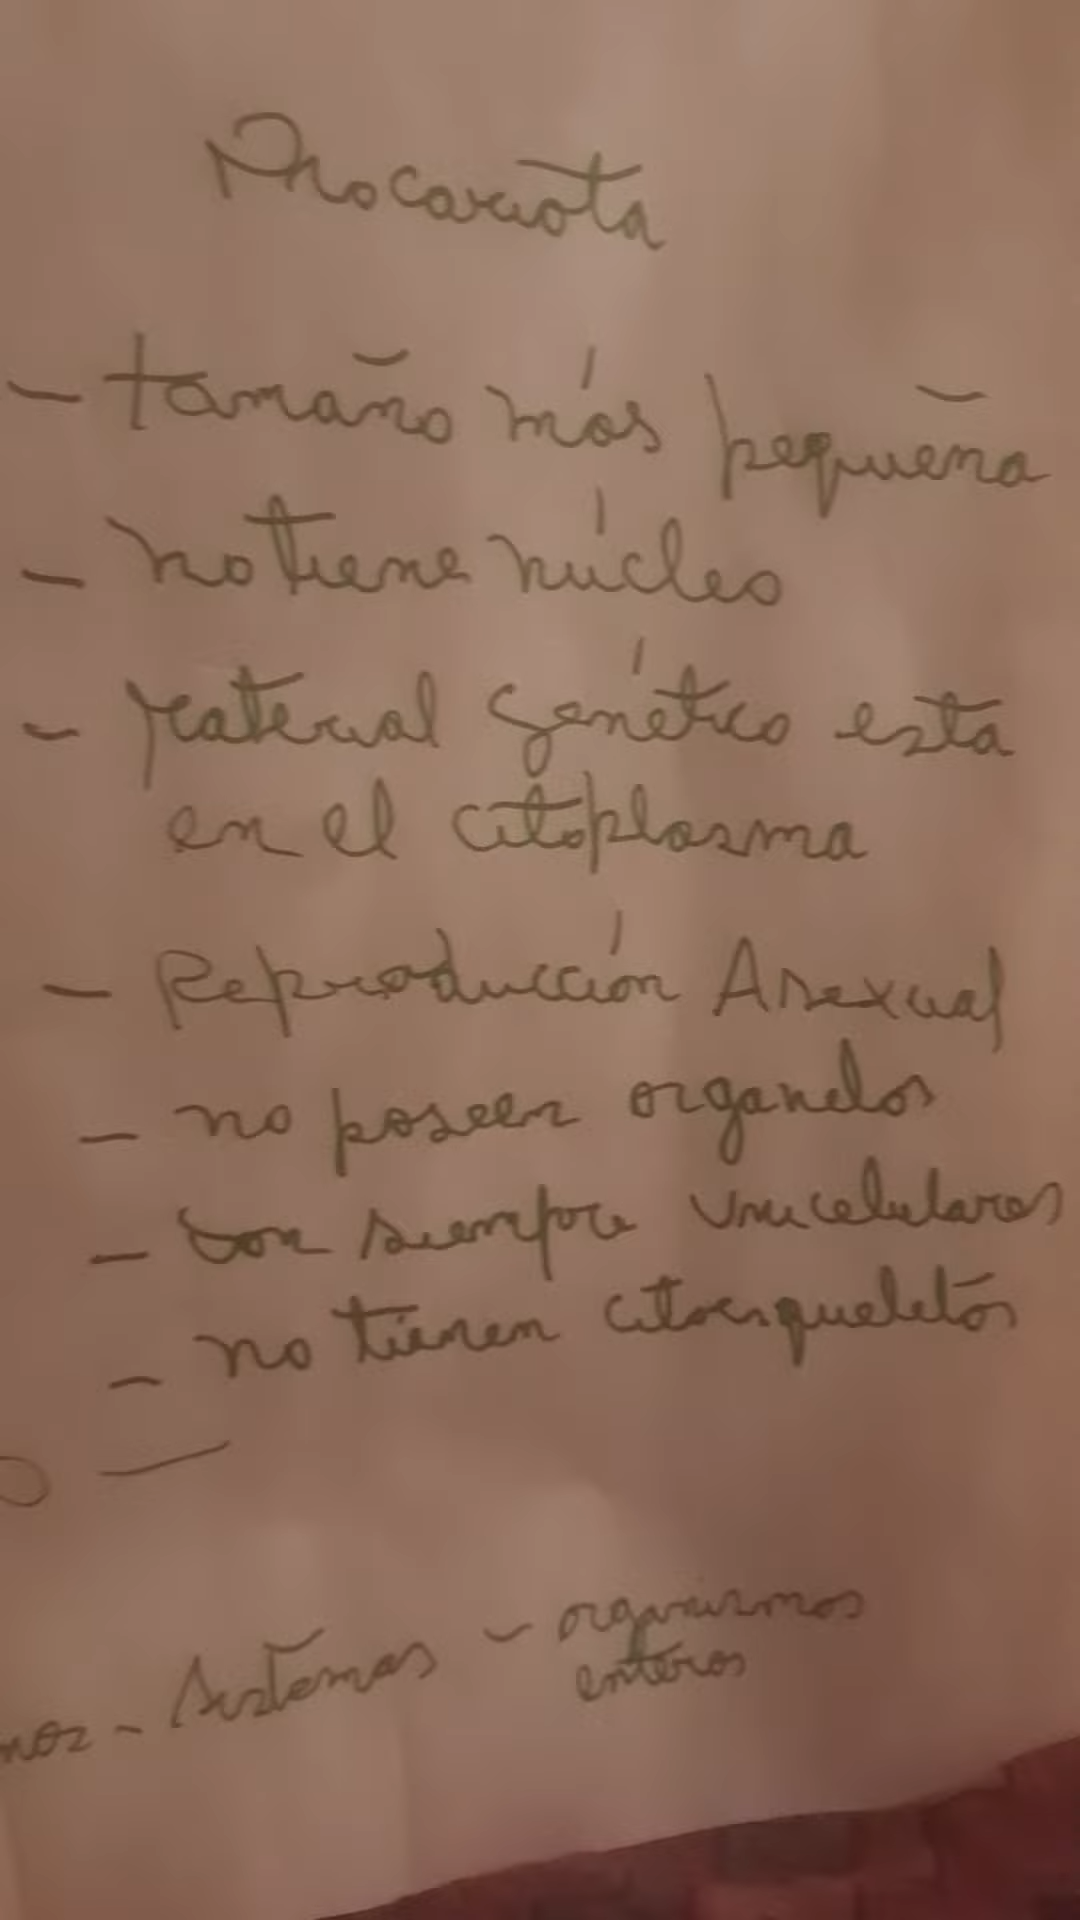 Procariota
- tamaño más pequeña
- no tiene núcleo
- Material genético esta
en el citoplasma
- Reproducción Asexual
- no poseen organelos
- son siempre unicelulares
- no tienen citoesqueletos
- Sistemas - organismos
enteros